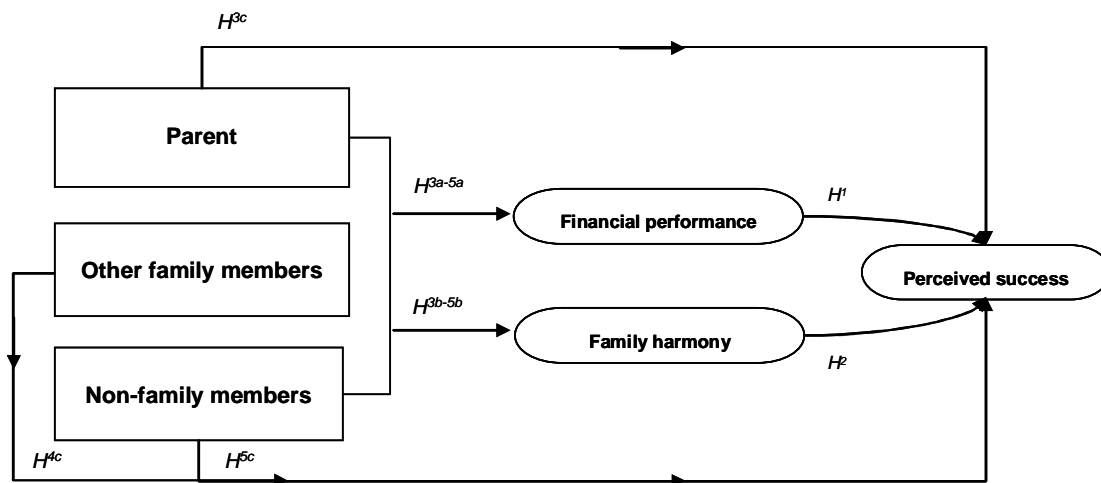 H3c
Parent
H3a-5a
Financial performance
H1
Other family members
Perceived success
H3b-5b
Family harmony
H2
Non-family members
H4c
H5c